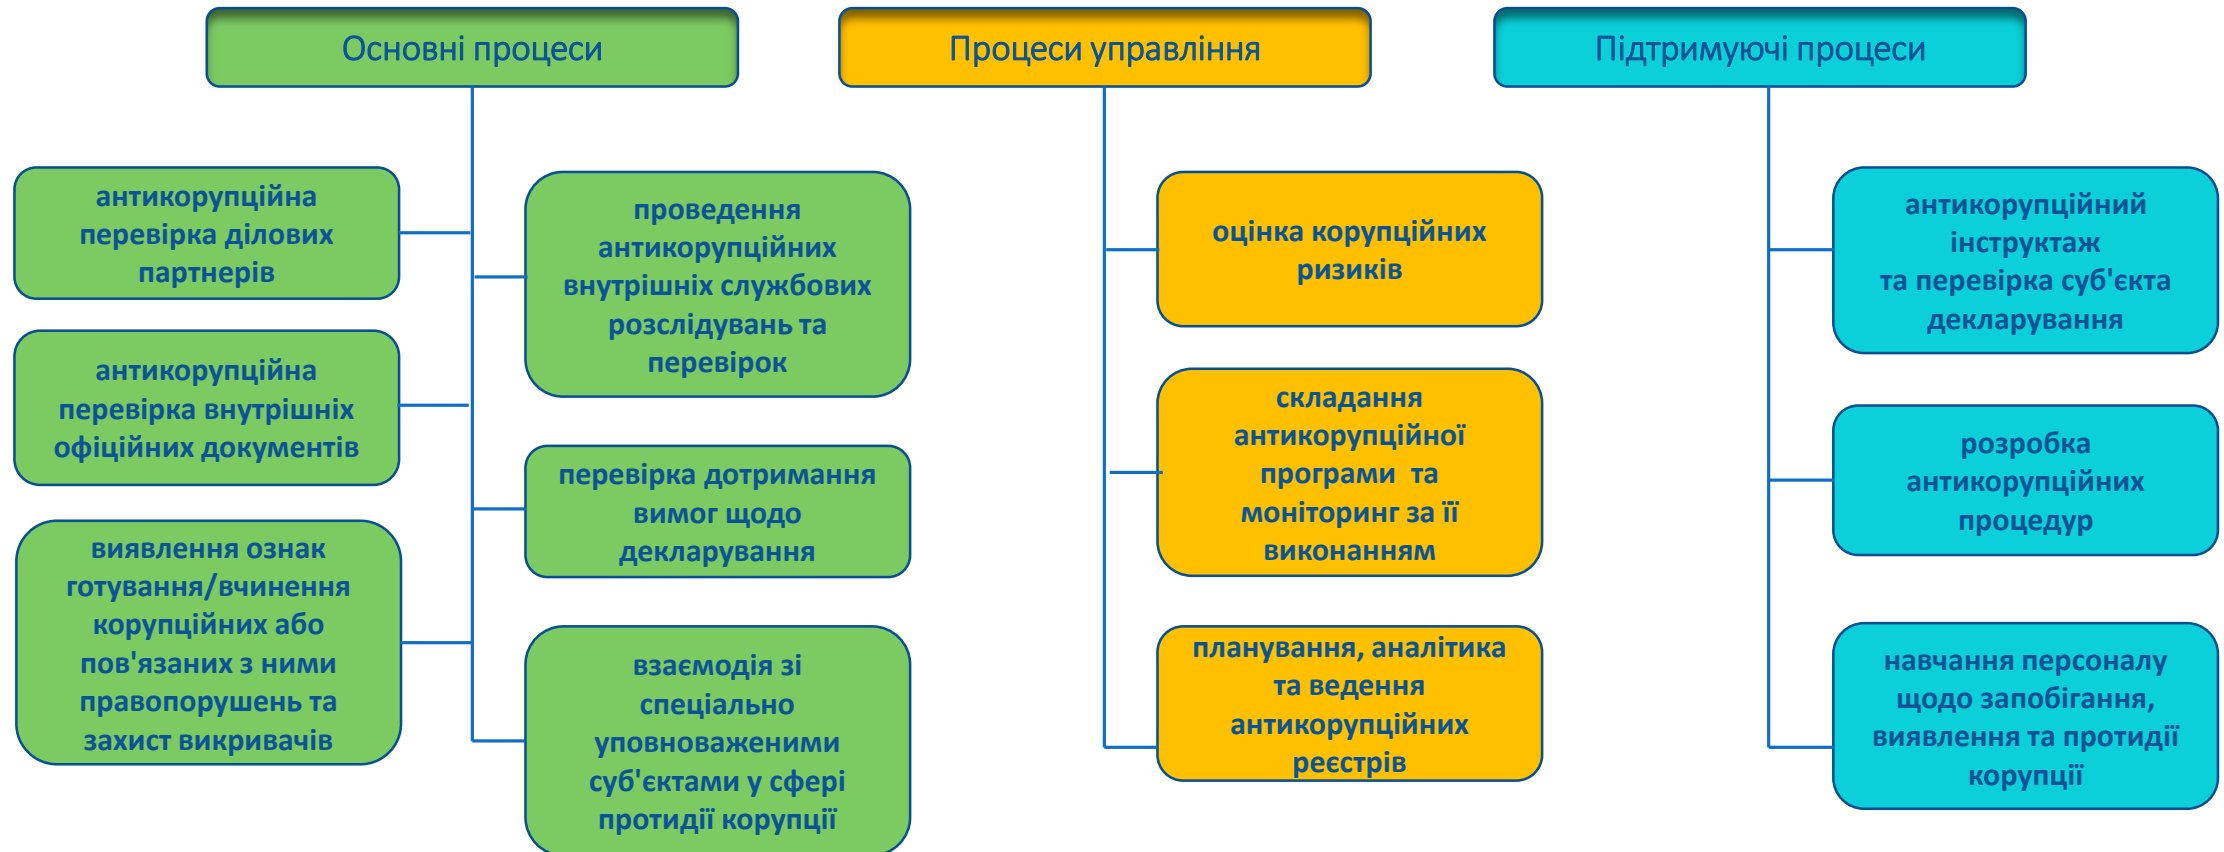 Основні процеси
антикорупційна
перевірка ділових
партнерів
антикорупційна
перевірка внутрішніх
офіційних документів
виявлення ознак
готування/вчинення
корупційних або
пов'язаних з ними
правопорушень та
захист викривачів
проведення
антикорупційних
внутрішніх службових
розслідувань та
перевірок
перевірка дотримання
вимог щодо
декларування
взаємодія зі
спеціально
уповноваженими
суб'єктами у сфері
протидії корупції
Процеси управління
оцінка корупційних
ризиків
складання
антикорупційної
програми та
моніторинг за її
виконанням
планування, аналітика
та ведення
антикорупційних
реєстрів
Підтримуючі процеси
антикорупційний
інструктаж
та перевірка суб'єкта
декларування
розробка
антикорупційних
процедур
навчання персоналу
щодо запобігання,
виявлення та протидії
корупції